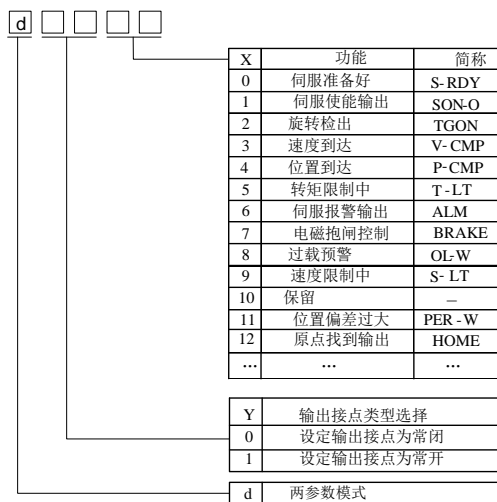 d
X 功能 简称
0 伺服准备好 S-RDY
1 伺服使能输出 SON-O
2 旋转检出 TGON
3 速度到达 V-CMP
4 位置到达 P-CMP
5 转矩限制中 T-LT
6 伺服报警输出 ALM
7 电磁抱闸控制 BRAKE
8 过载预警 OL-W
9 速度限制中 S-LT
10 保留 –
11 位置偏差过大 PER-W
12 原点找到输出 HOME
… … …
Y 输出接点类型选择
0 设定输出接点为常闭
1 设定输出接点为常开
d 两参数模式